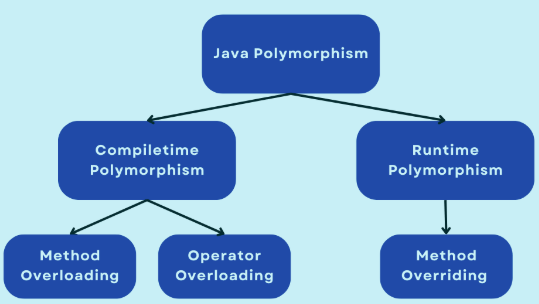 Java Polymorphism
Compiletime
Polymorphism
Runtime
Polymorphism
Method
Overloading
Operator
Overloading
Method
Overriding